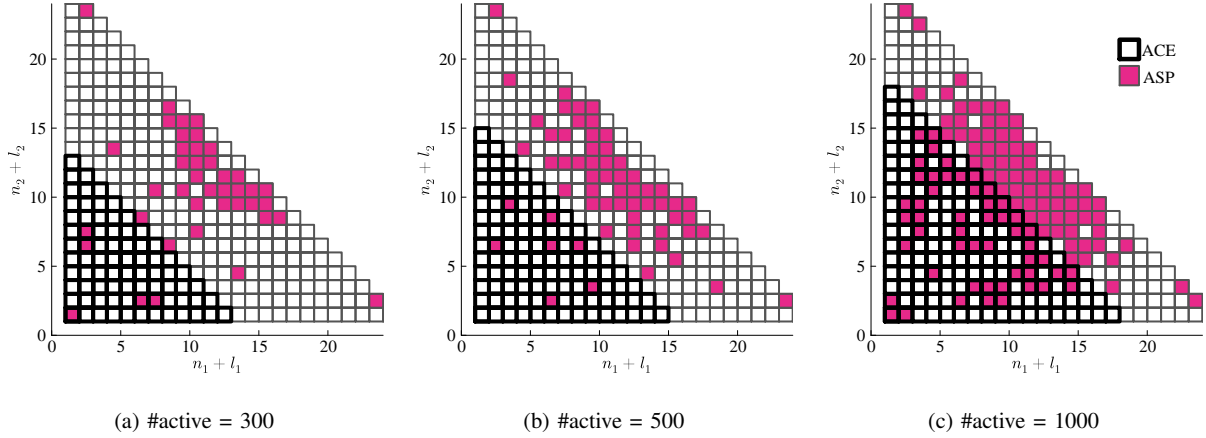 20
15
10
5
0
n₂ + l₂
0 5 10 15 20
n₁ + l₁
(a) #active = 300
20
15
10
5
0
n₂ + l₂
0 5 10 15 20
n₁ + l₁
(b) #active = 500
20
15
10
5
0
n₂ + l₂
0 5 10 15 20
n₁ + l₁
ACE
ASP
(c) #active = 1000